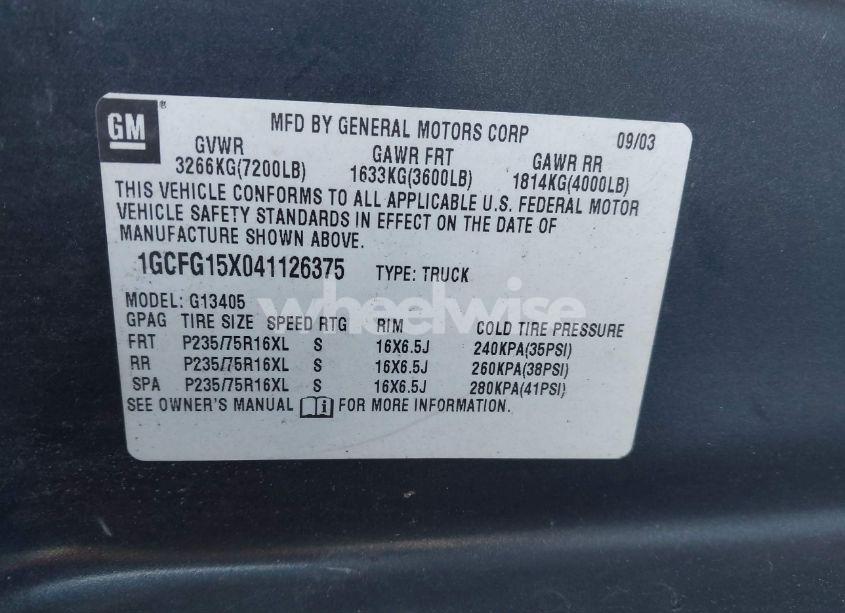 GM
MFD BY GENERAL MOTORS CORP 09/03
GVWR GAWR FRT GAWR RR
3266KG(7200LB) 1633KG(3600LB) 1814KG(4000LB)
THIS VEHICLE CONFORMS TO ALL APPLICABLE U.S. FEDERAL MOTOR
VEHICLE SAFETY STANDARDS IN EFFECT ON THE DATE OF
MANUFACTURE SHOWN ABOVE.
1GCFG15X041126375 TYPE: TRUCK
MODEL: G13405
wheelwise
GPAG TIRE SIZE SPEED RTG RIM COLD TIRE PRESSURE
FRT P235/75R16XL S 16X6.5J 240KPA(35PSI)
RR P235/75R16XL S 16X6.5J 260KPA(38PSI)
SPA P235/75R16XL S 16X6.5J 280KPA(41PSI)
SEE OWNER'S MANUAL i FOR MORE INFORMATION.